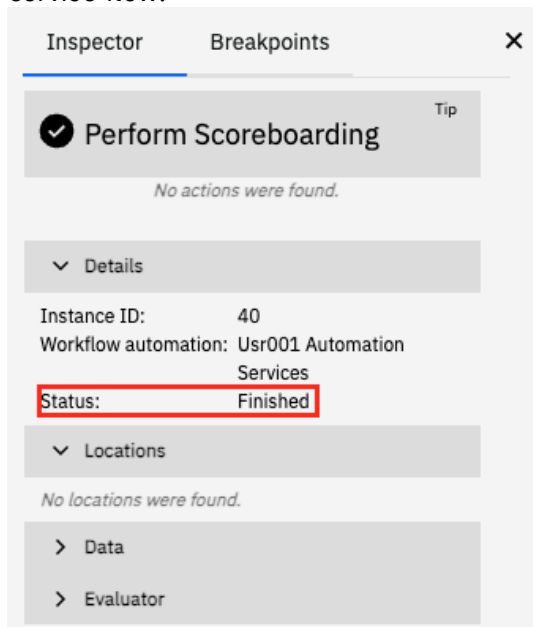 Inspector Breakpoints
Tip
Perform Scoreboarding
No actions were found.
Details
Instance ID: 40
Workflow automation: Usr001 Automation
Services
Status: Finished
Locations
No locations were found.
Data
Evaluator